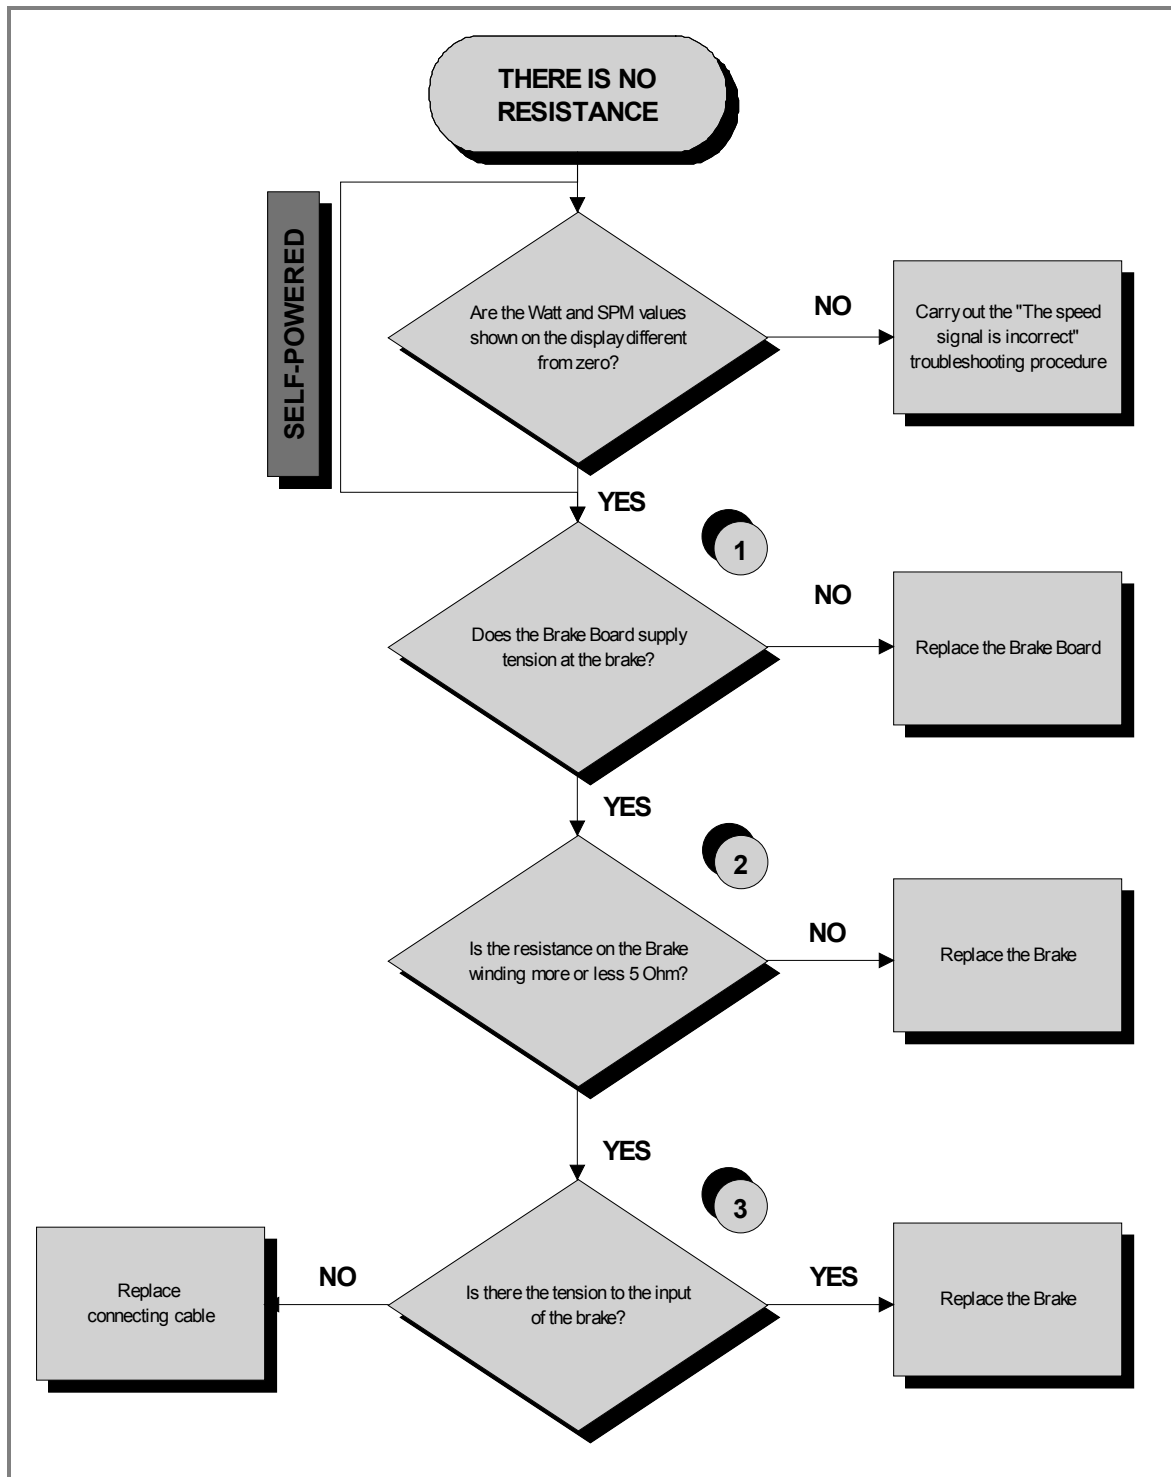 THERE IS NO
RESISTANCE
SELF-POWERED
Are the Watt and SPM values
shown on the display different
from zero?
NO
Carry out the "The speed
signal is incorrect"
troubleshooting procedure
YES
1
Does the Brake Board supply
tension at the brake?
NO
Replace the Brake Board
YES
2
Is the resistance on the Brake
winding more or less 5 Ohm?
NO
Replace the Brake
YES
3
Is there the tension to the input
of the brake?
NO
Replace
connecting cable
YES
Replace the Brake